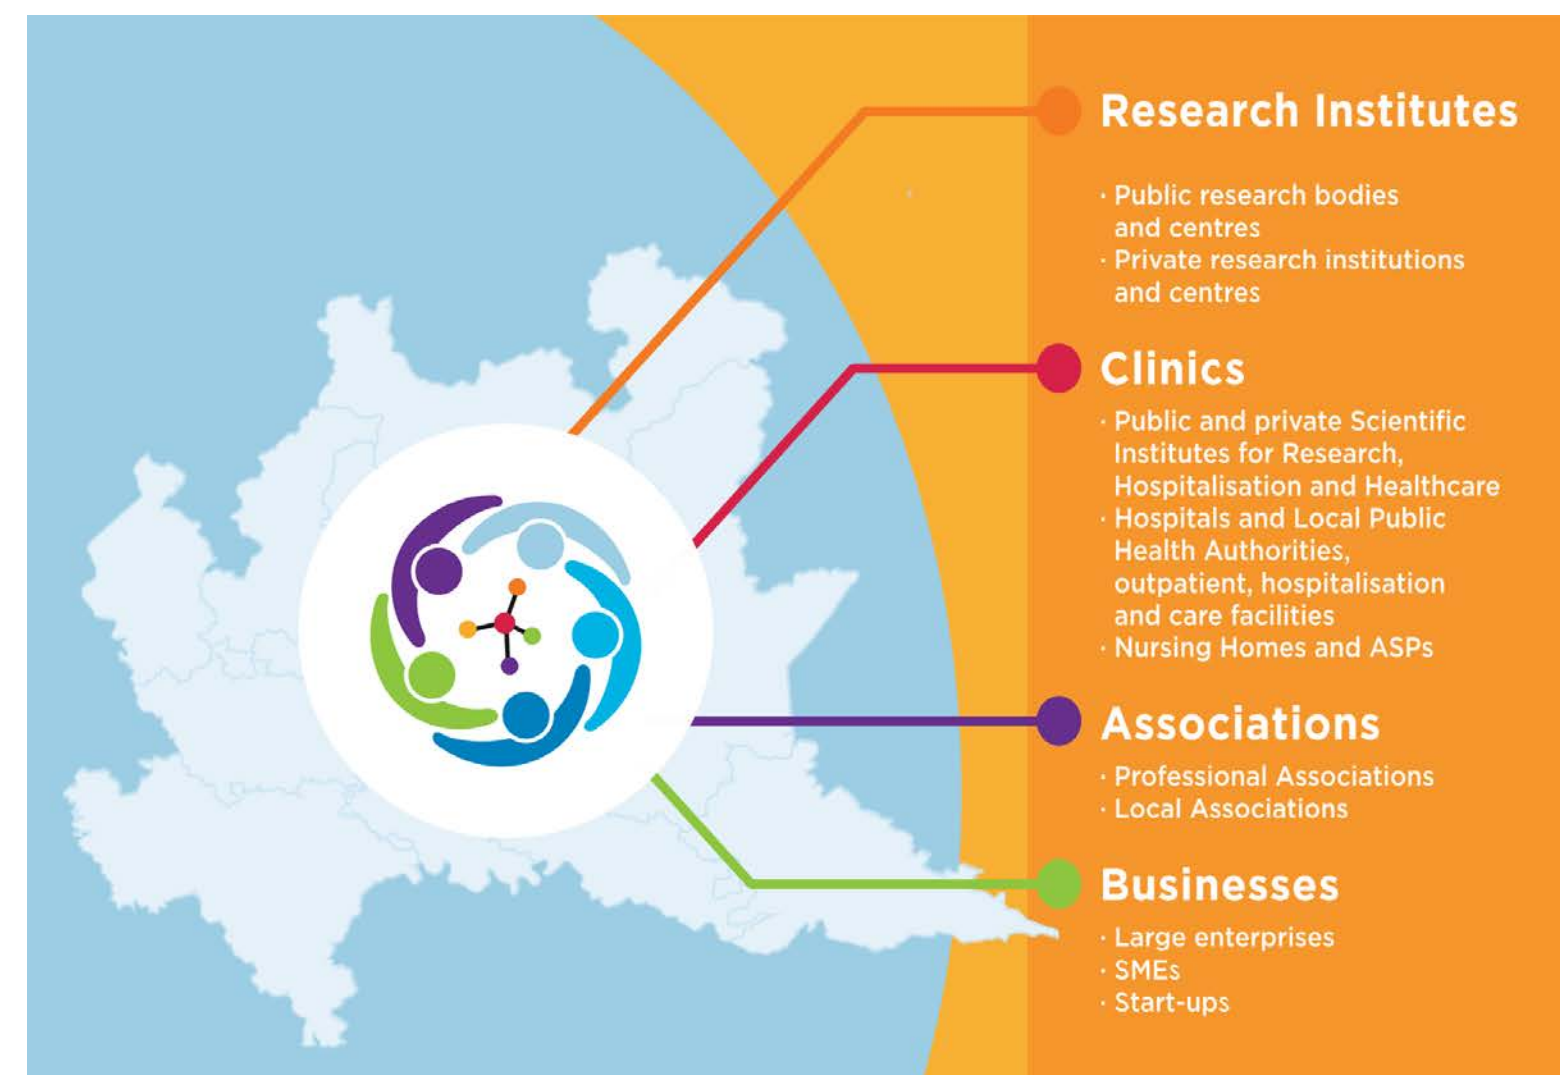 Research Institutes
· Public research bodies
and centres
· Private research institutions
and centres
Clinics
· Public and private Scientific
Institutes for Research,
Hospitalisation and Healthcare
· Hospitals and Local Public
Health Authorities,
outpatient, hospitalisation
and care facilities
· Nursing Homes and ASPs
Associations
· Professional Associations
· Local Associations
Businesses
· Large enterprises
· SMEs
· Start-ups